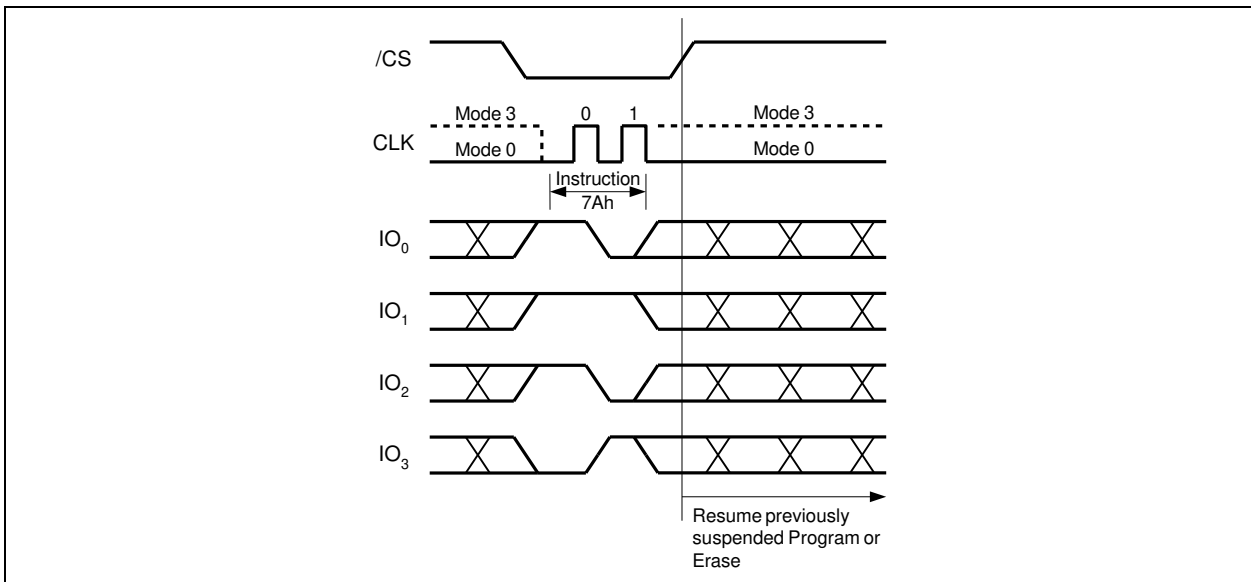 /CS
Mode 3 0 1 Mode 3
CLK
Mode 0 Mode 0
Instruction
7Ah
IO0
IO1
IO2
IO3
Resume previously
suspended Program or
Erase